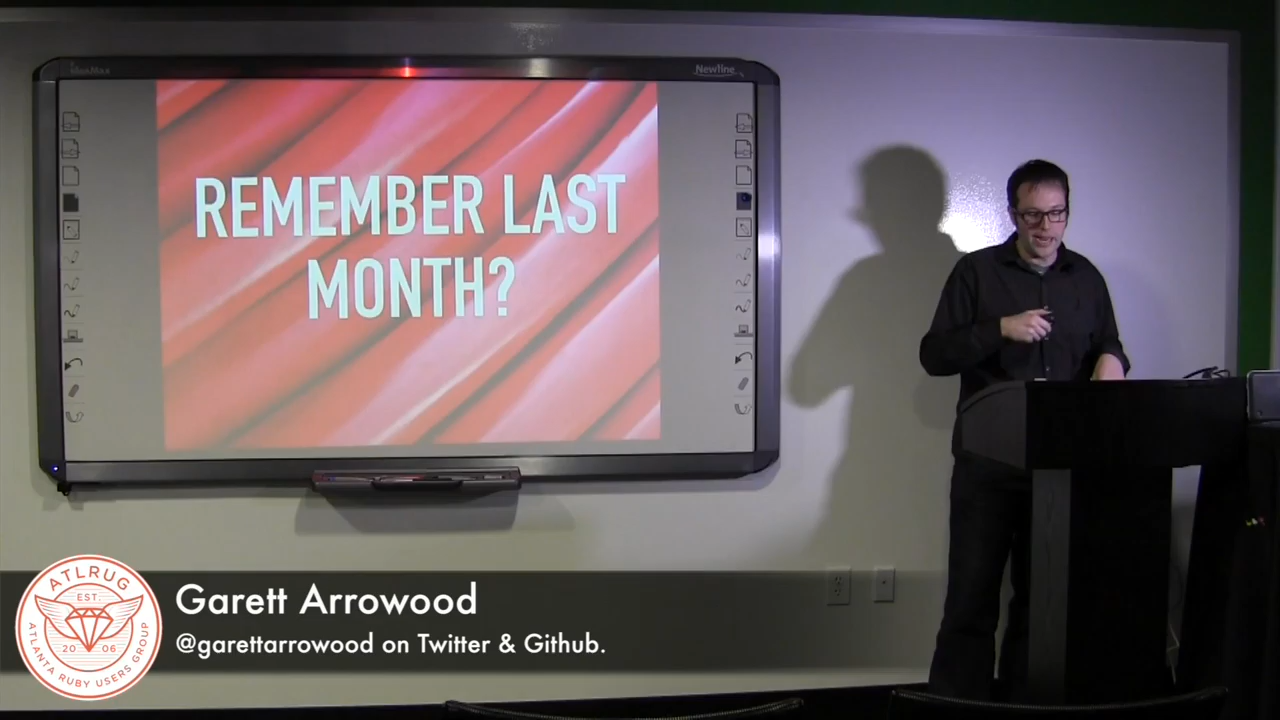 Newline
REMEMBER LAST
MONTH?
ATLRUG
EST.
20 06
ATLANTA RUBY USERS GROUP
Garett Arrowood
@garettarrowood on Twitter & Github.